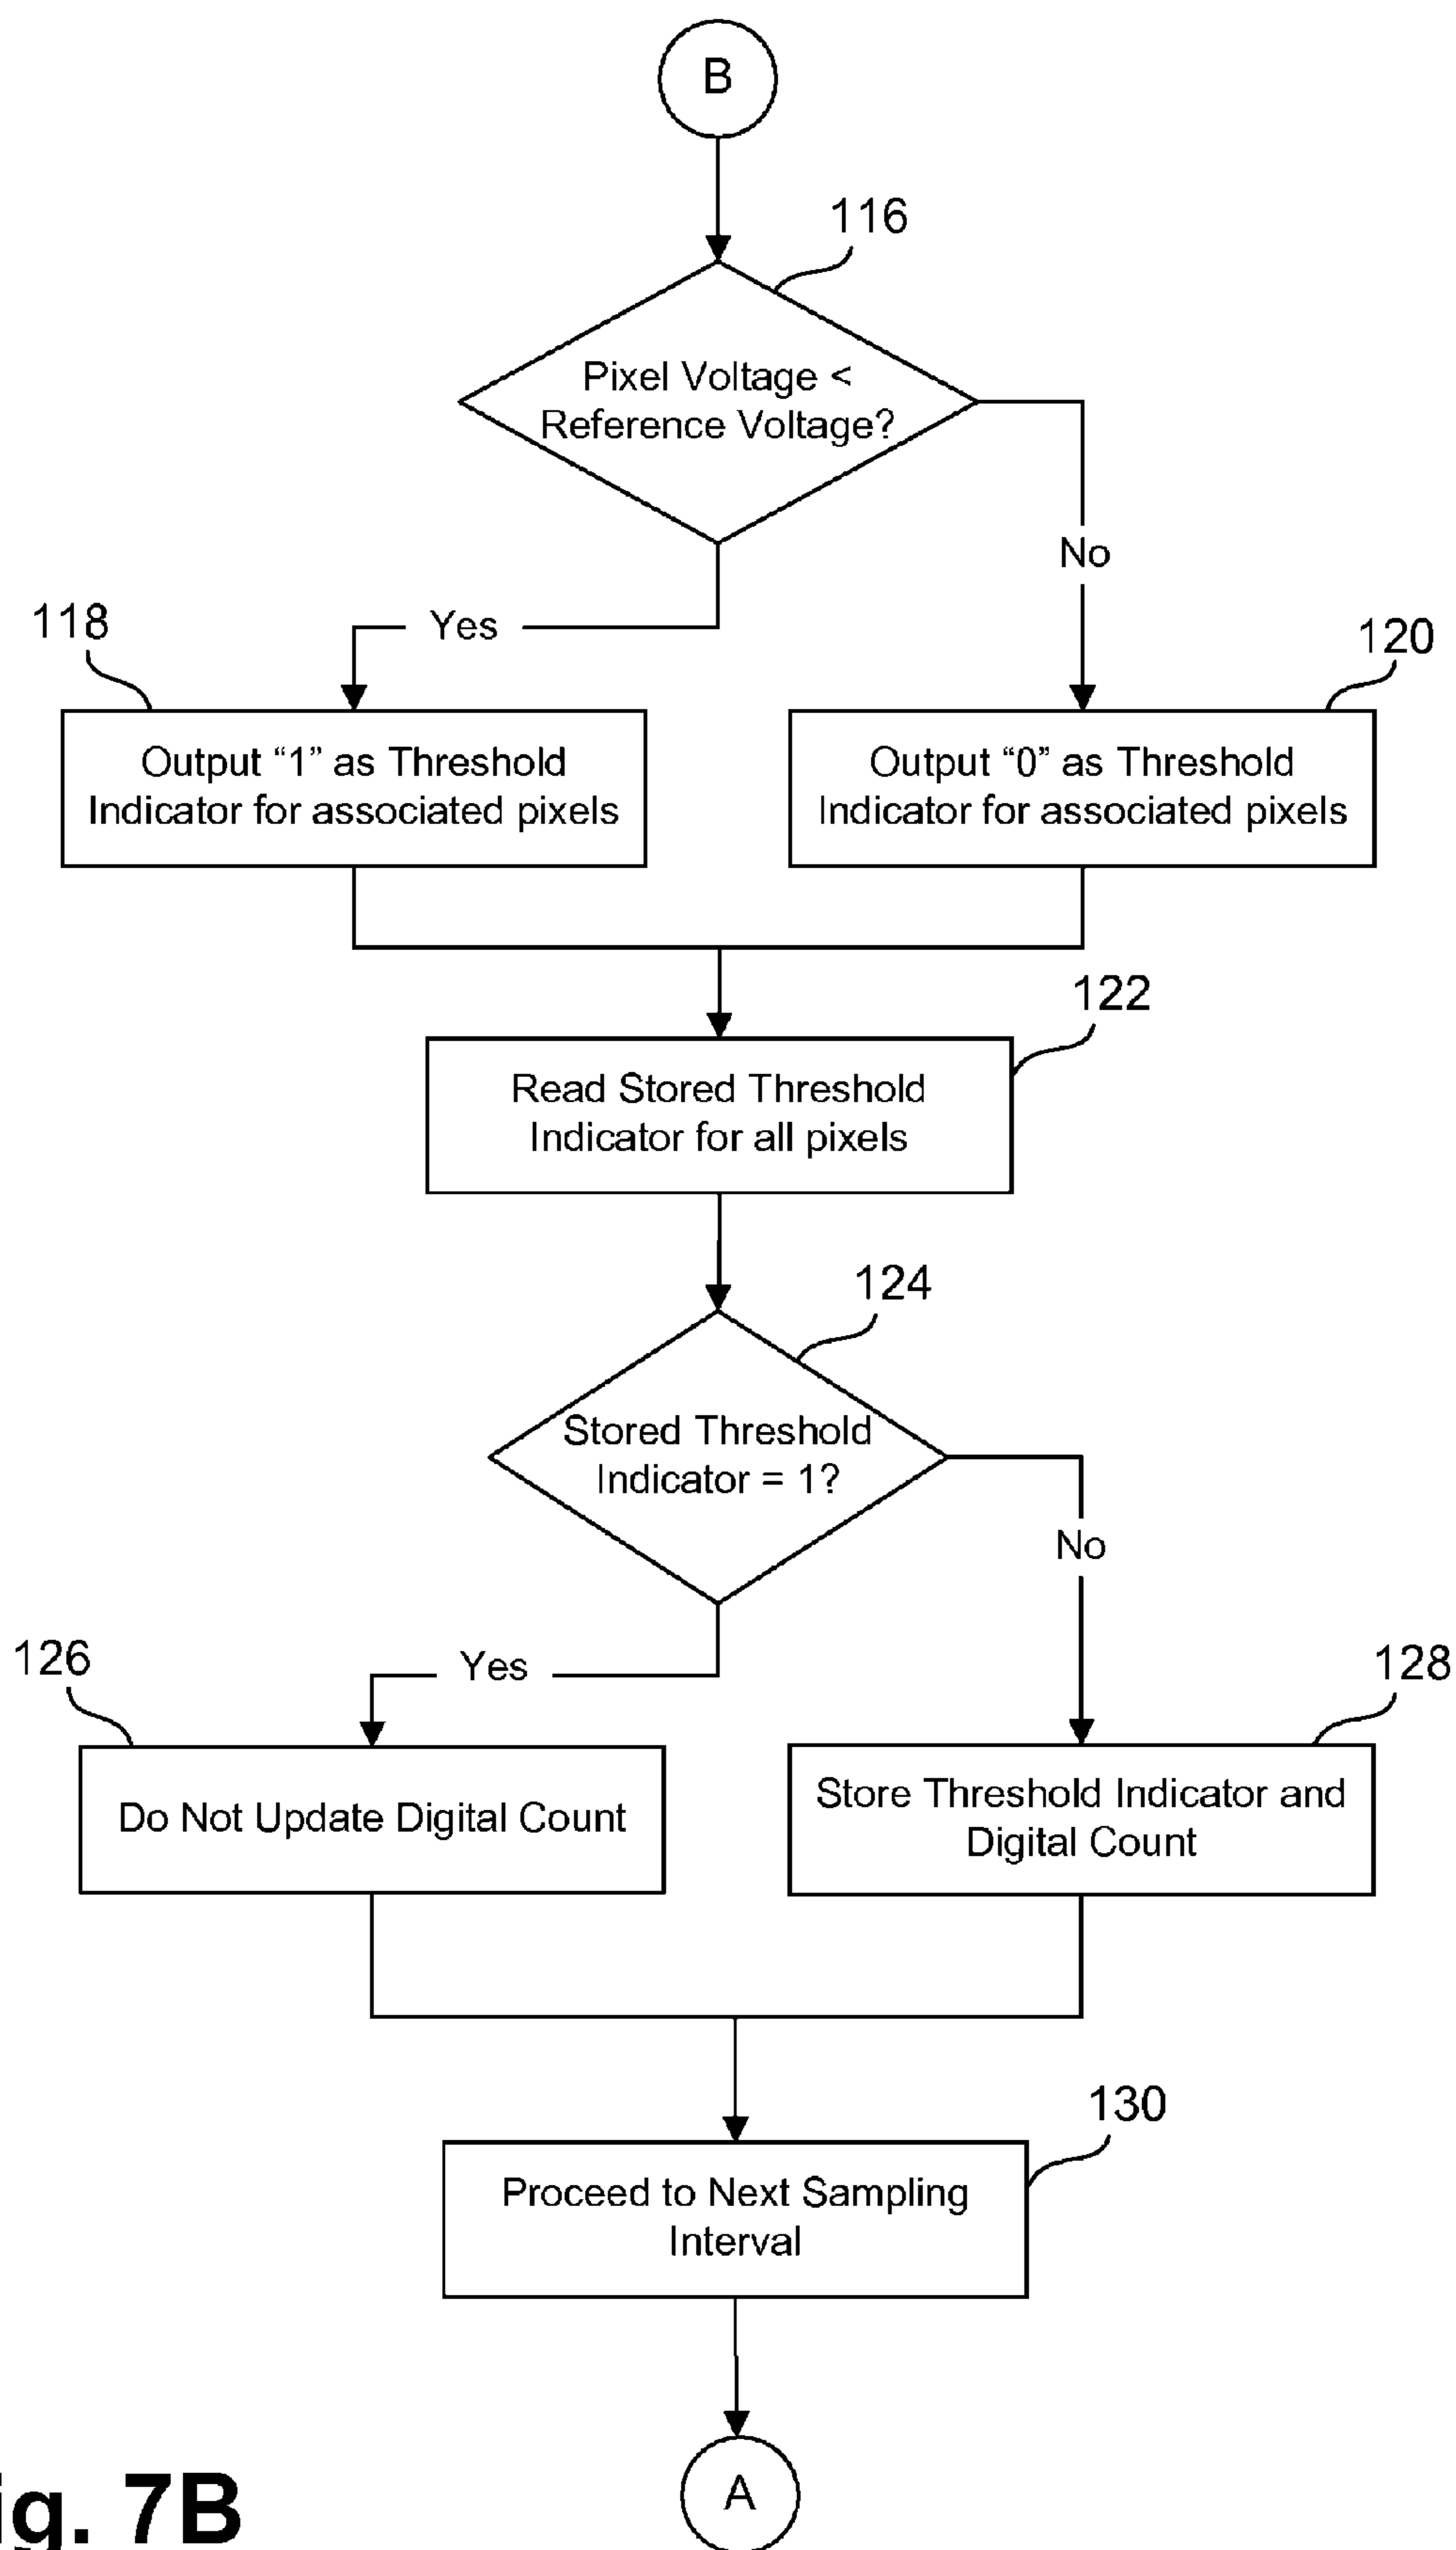 B
116
Pixel Voltage <
Reference Voltage?
No
Yes
118
120
Output “1” as Threshold
Indicator for associated pixels
Output “0” as Threshold
Indicator for associated pixels
122
Read Stored Threshold
Indicator for all pixels
124
Stored Threshold
Indicator = 1?
No
Yes
126
128
Do Not Update Digital Count
Store Threshold Indicator and
Digital Count
130
Proceed to Next Sampling
Interval
A
ig. 7B